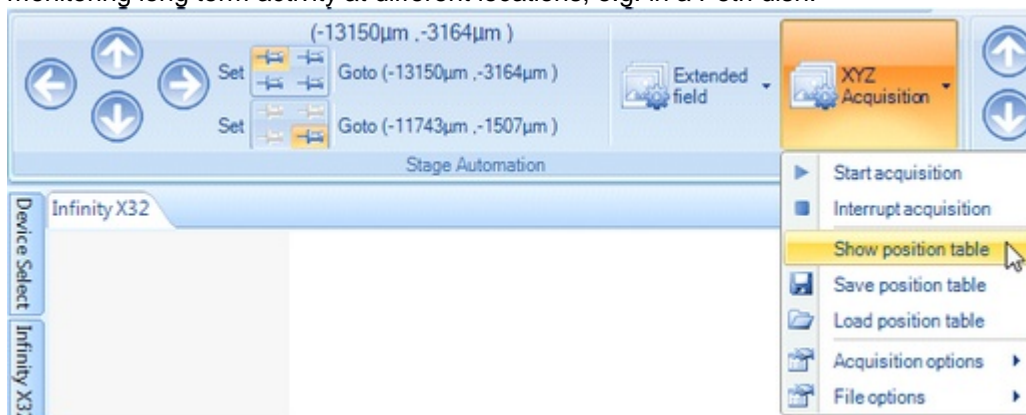 monitoring long term activity at different locations, e.g. in a Petri dish.
(-13150µm ,-3164µm )
Set
Goto (-13150µm ,-3164µm )
Set
Goto (-11743µm ,-1507µm )
Extended
field
XYZ
Acquisition
Stage Automation
Start acquisition
Interrupt acquisition
Show position table
Save position table
Load position table
Acquisition options
File options
Device Select
Infinity X32
Infinity X32